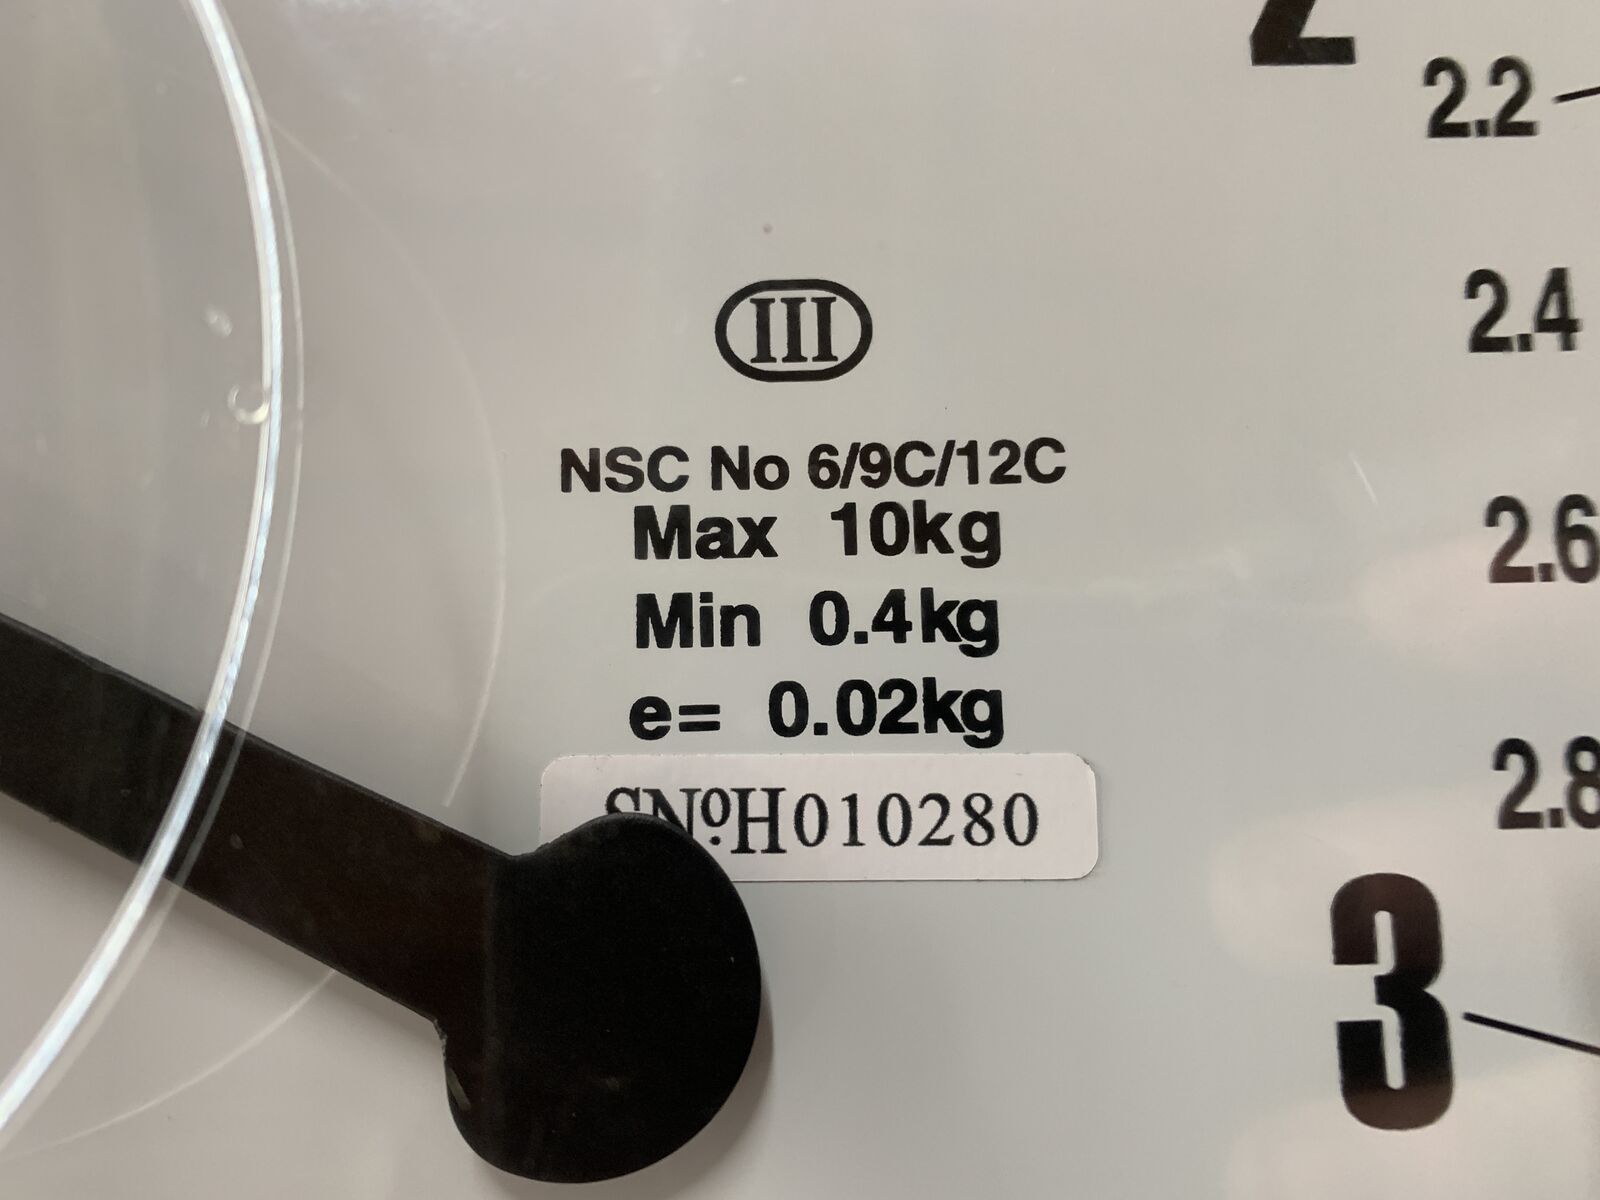 2
2.2
2.4
III
NSC No 6/9C/12C
Max 10kg
2.6
Min 0.4kg
e= 0.02kg
2.8
SNoH010280
3